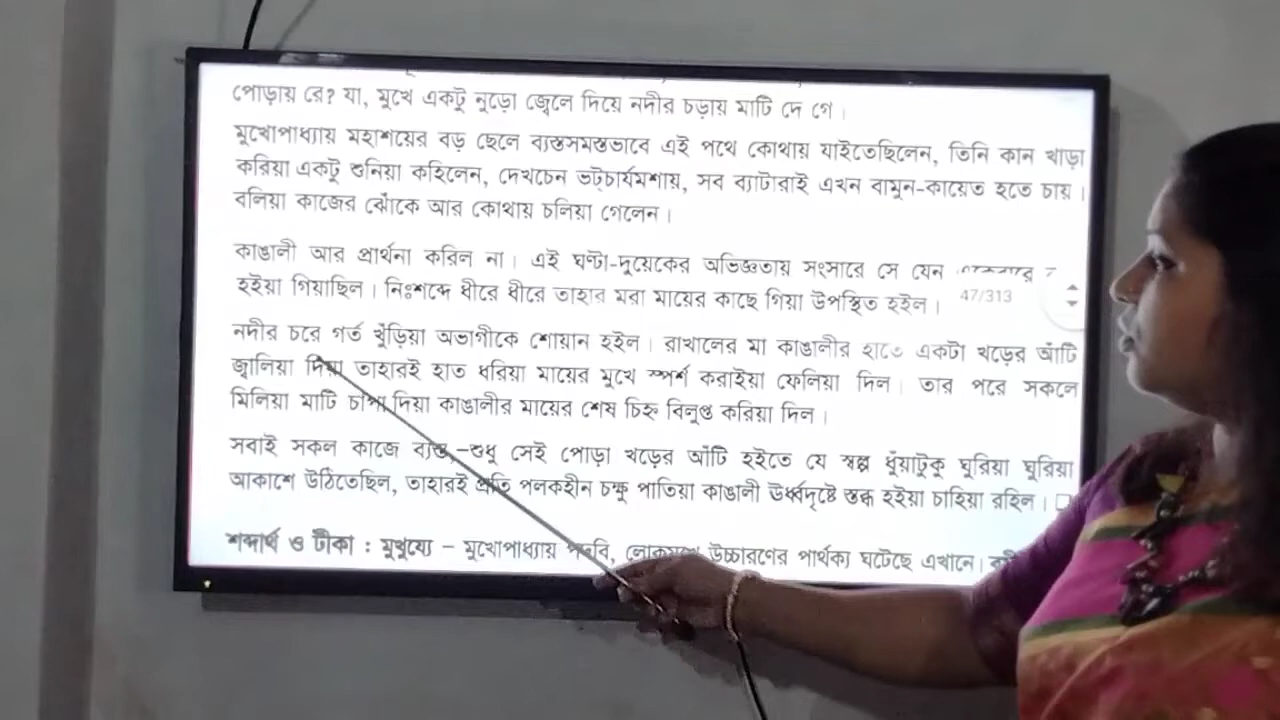 পোড়ায় রে? যা, মুখে একটু নুড়ো জ্বেলে দিয়ে নদীর চড়ায় মাটি দে গে।
মুখোপাধ্যায় মহাশয়ের বড় ছেলে ব্যস্তসমস্তভাবে এই পথে কোথায় যাইতেছিলেন, তিনি কান খাড়া
করিয়া একটু শুনিয়া কহিলেন, দেখচেন ভট্চার্যমশায়, সব ব্যাটারাই এখন বামুন-কায়েত হতে চায়।
বলিয়া কাজের ঝোঁকে আর কোথায় চলিয়া গেলেন।
কাঙালী আর প্রার্থনা করিল না। এই ঘণ্টা-দুয়েকের অভিজ্ঞতায় সংসারে সে যেন
হইয়া গিয়াছিল। নিঃশব্দে ধীরে ধীরে তাহার মরা মায়ের কাছে গিয়া উপস্থিত হইল।
47/313
নদীর চরে গর্ত খুঁড়িয়া অভাগীকে শোয়ান হইল। রাখালের মা কাঙালীর হাতে একটা খড়ের আঁটি
জ্বালিয়া দিয়া তাহারই হাত ধরিয়া মায়ের মুখে স্পর্শ করাইয়া ফেলিয়া দিল। তার পরে সকলে
মিলিয়া মাটি চাপা দিয়া কাঙালীর মায়ের শেষ চিহ্ন বিলুপ্ত করিয়া দিল।
সবাই সকল কাজে ব্যস্ত,–শুধু সেই পোড়া খড়ের আঁটি হইতে যে স্বল্প ধুঁয়াটুকু ঘুরিয়া ঘুরিয়া
আকাশে উঠিতেছিল, তাহারই প্রতি পলকহীন চক্ষু পাতিয়া কাঙালী ঊর্ধ্বদৃষ্টে স্তব্ধ হইয়া চাহিয়া রহিল।
শব্দার্থ ও টীকা : মুখুয্যে – মুখোপাধ্যায় পদবি, লোকমুখে উচ্চারণের পার্থক্য ঘটেছে এখানে।